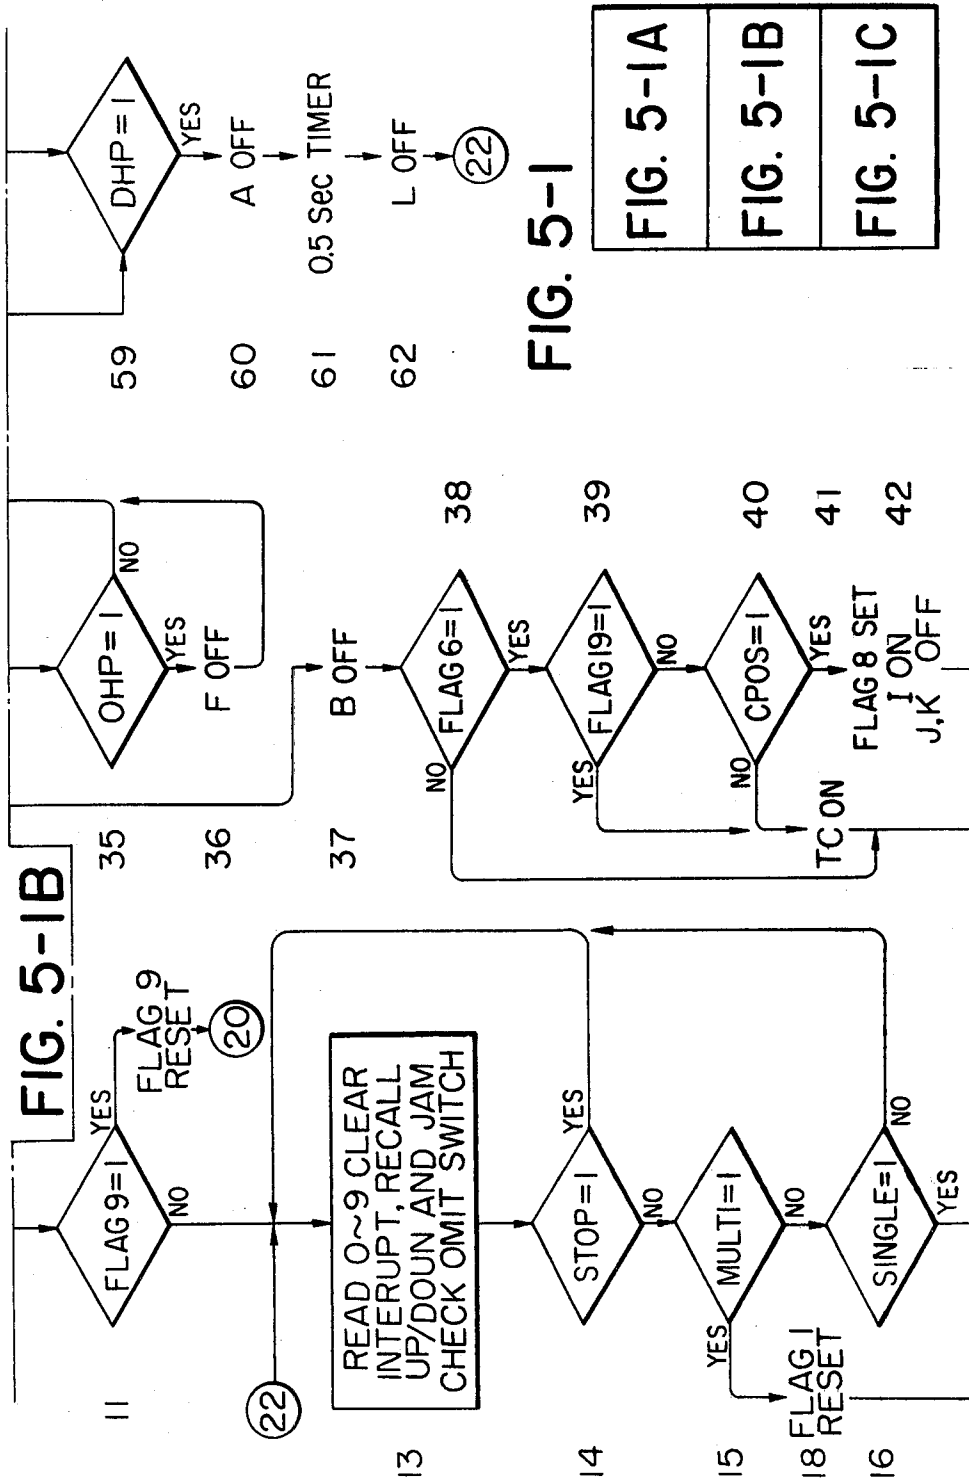 FIG. 5-1B
11
FLAG 9=1
YES
FLAG 9
RESET
20
NO
22
13
READ 0~9 CLEAR
INTERUPT, RECALL
UP/DOUN AND JAM
CHECK OMIT SWITCH
14
STOP=1
YES
NO
15
MULTI=1
YES
NO
18
FLAG 1
RESET
16
SINGLE=1
NO
YES
35
OHP=1
NO
YES
36
F OFF
37
B OFF
38
FLAG 6=1
NO
YES
39
FLAG 19=1
YES
NO
40
CPOS=1
NO
YES
TC ON
41
FLAG 8 SET
42
I ON
J,K OFF
59
DHP=1
YES
60
A OFF
61
0.5 Sec TIMER
62
L OFF
22
FIG. 5-1
FIG. 5-1A
FIG. 5-1B
FIG. 5-1C